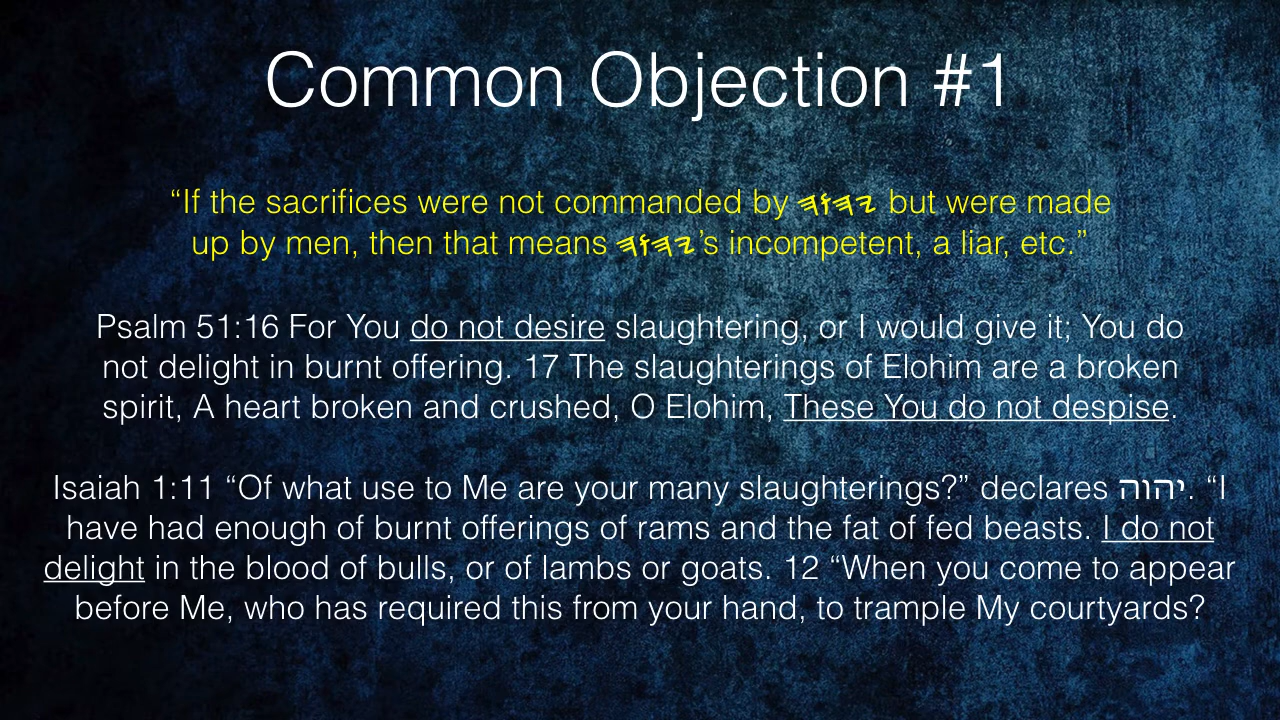 Common Objection #1
“If the sacrifices were not commanded by 𐤉𐤄𐤅𐤄 but were made
up by men, then that means 𐤉𐤄𐤅𐤄’s incompetent, a liar, etc.”
Psalm 51:16 For You do not desire slaughtering, or I would give it; You do
not delight in burnt offering. 17 The slaughterings of Elohim are a broken
spirit, A heart broken and crushed, O Elohim, These You do not despise.
Isaiah 1:11 “Of what use to Me are your many slaughterings?” declares יהוה. “I
have had enough of burnt offerings of rams and the fat of fed beasts. I do not
delight in the blood of bulls, or of lambs or goats. 12 “When you come to appear
before Me, who has required this from your hand, to trample My courtyards?